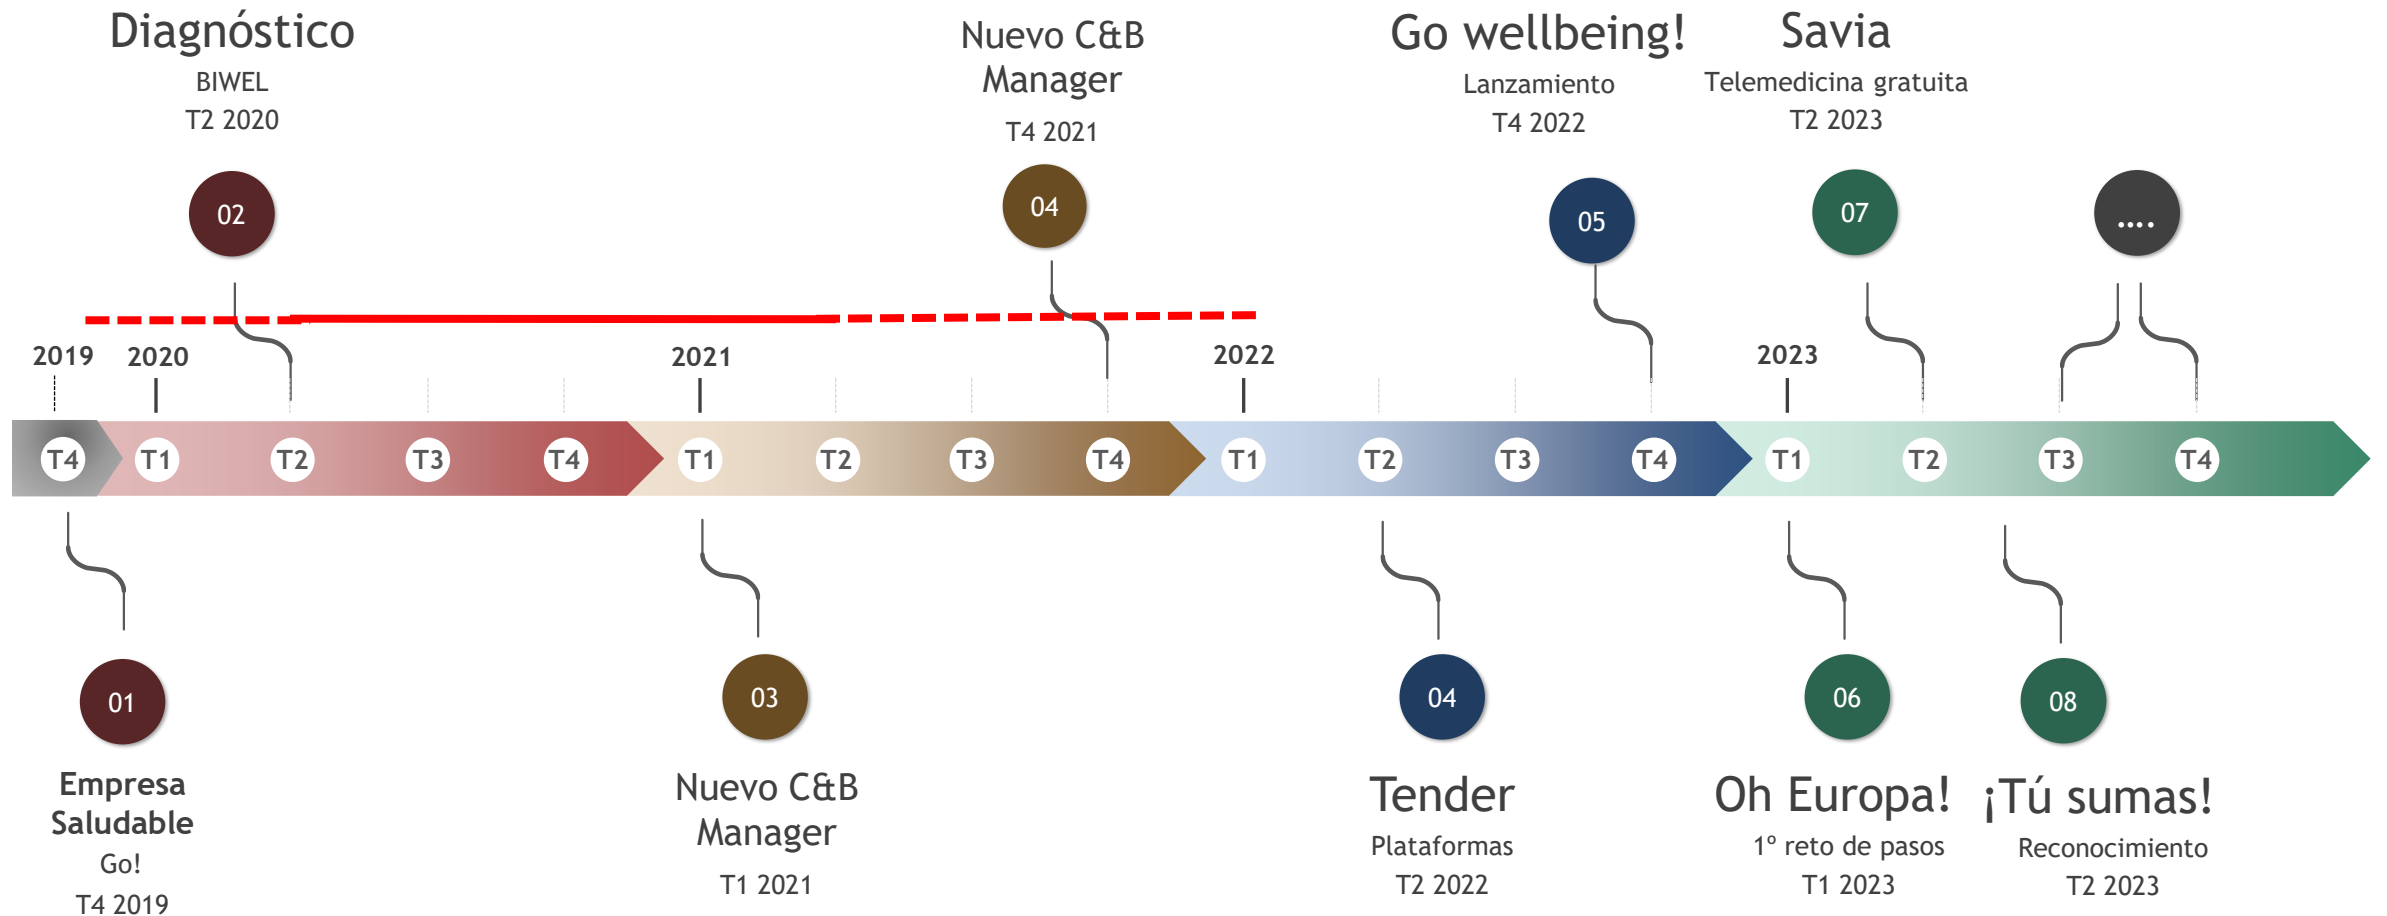 Diagnóstico
BIWEL
T2 2020
02
Nuevo C&B
Manager
T4 2021
04
Go wellbeing!
Lanzamiento
T4 2022
05
Savia
Telemedicina gratuita
T2 2023
07
....
2019
2020
2021
2022
2023
T4
T1
T2
T3
T4
T1
T2
T3
T4
T1
T2
T3
T4
T1
T2
T3
T4
01
Empresa
Saludable
Go!
T4 2019
03
Nuevo C&B
Manager
T1 2021
04
Tender
Plataformas
T2 2022
06
Oh Europa!
1º reto de pasos
T1 2023
08
¡Tú sumas!
Reconocimiento
T2 2023